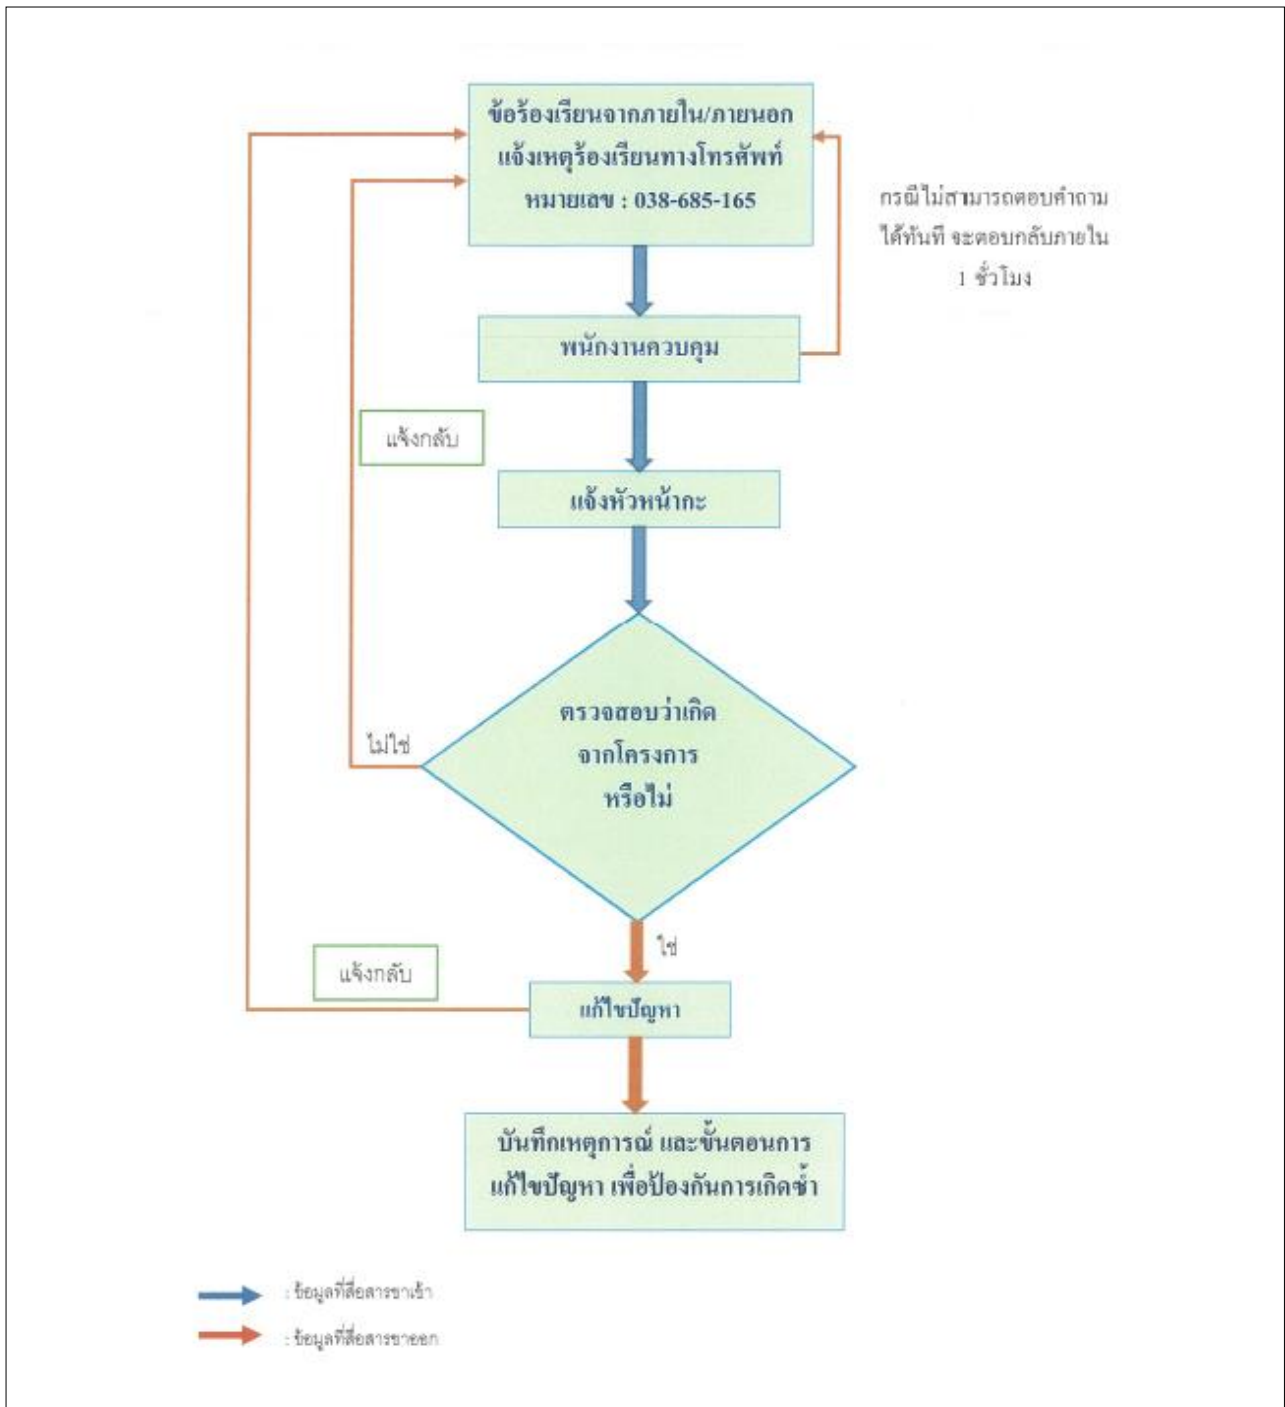 ข้อร้องเรียนจากภายใน/ภายนอก
แจ้งเหตุร้องเรียนทางโทรศัพท์
หมายเลข : 038-685-165
กรณีไม่สามารถตอบคำถาม
ได้ทันที จะตอบกลับภายใน
1 ชั่วโมง
พนักงานควบคุม
แจ้งกลับ
แจ้งหัวหน้ากะ
ตรวจสอบว่าเกิด
จากโครงการ
หรือไม่
ไม่ใช่
ใช่
แจ้งกลับ
แก้ไขปัญหา
บันทึกเหตุการณ์ และขั้นตอนการ
แก้ไขปัญหา เพื่อป้องกันการเกิดซ้ำ
: ข้อมูลที่สื่อสารขาเข้า
: ข้อมูลที่สื่อสารขาออก